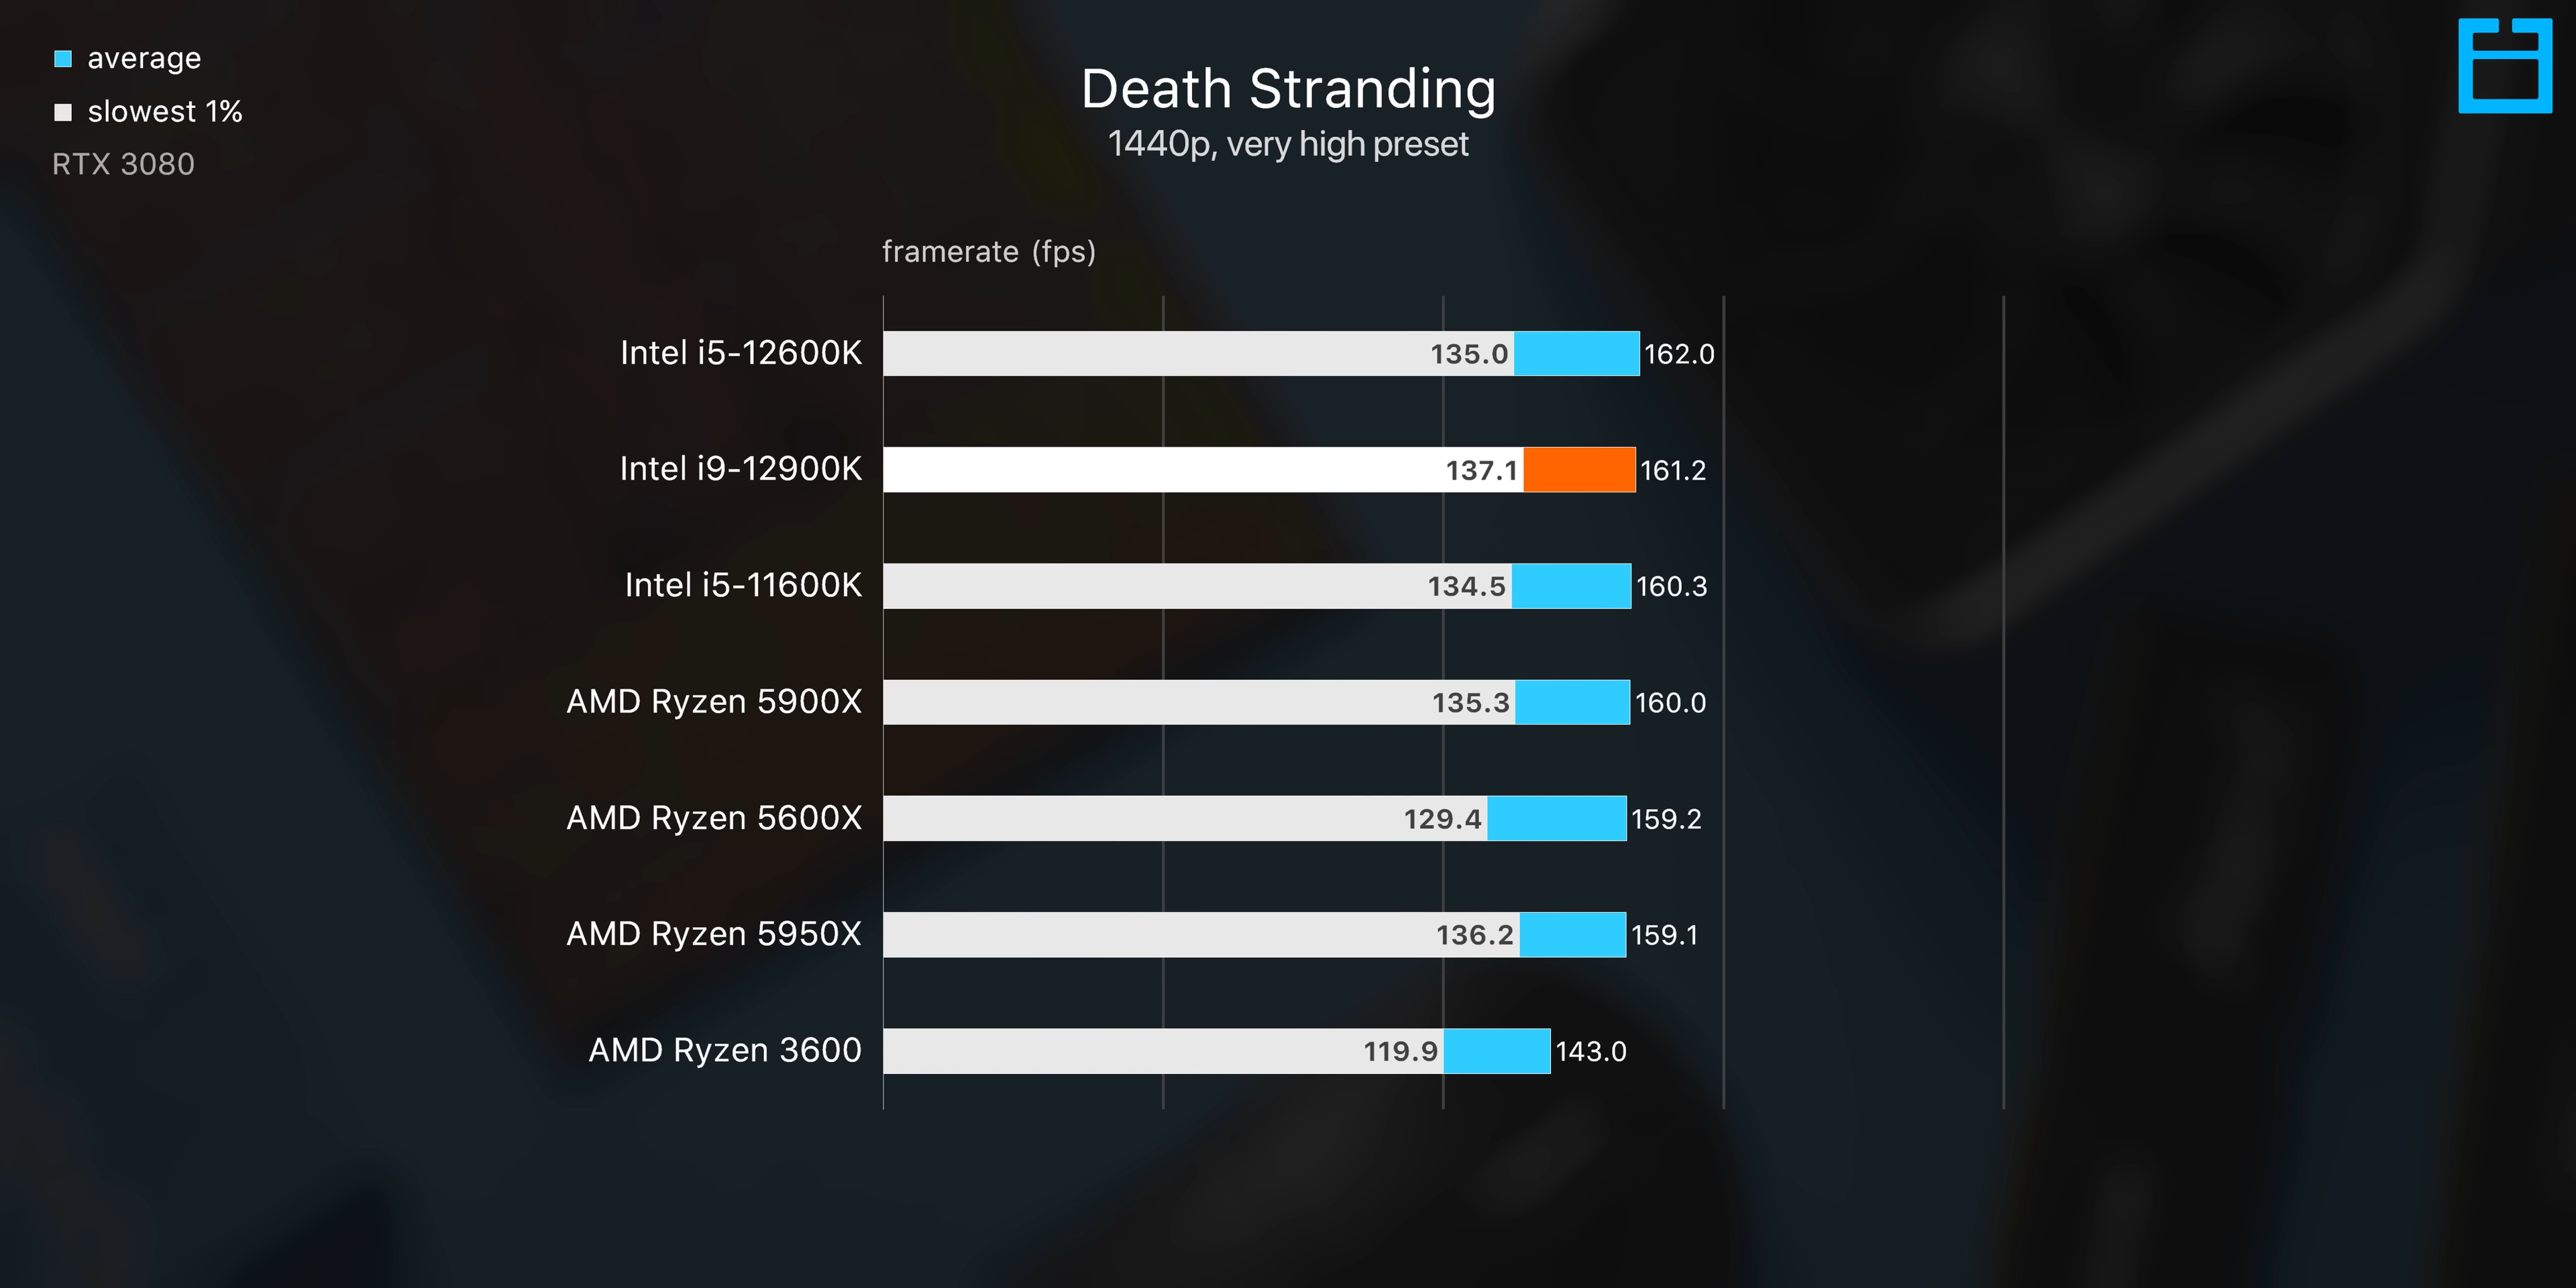 average
slowest 1%
RTX 3080
Death Stranding
1440p, very high preset
framerate (fps)
Intel i5-12600K 135.0 162.0
Intel i9-12900K 137.1 161.2
Intel i5-11600K 134.5 160.3
AMD Ryzen 5900X 135.3 160.0
AMD Ryzen 5600X 129.4 159.2
AMD Ryzen 5950X 136.2 159.1
AMD Ryzen 3600 119.9 143.0